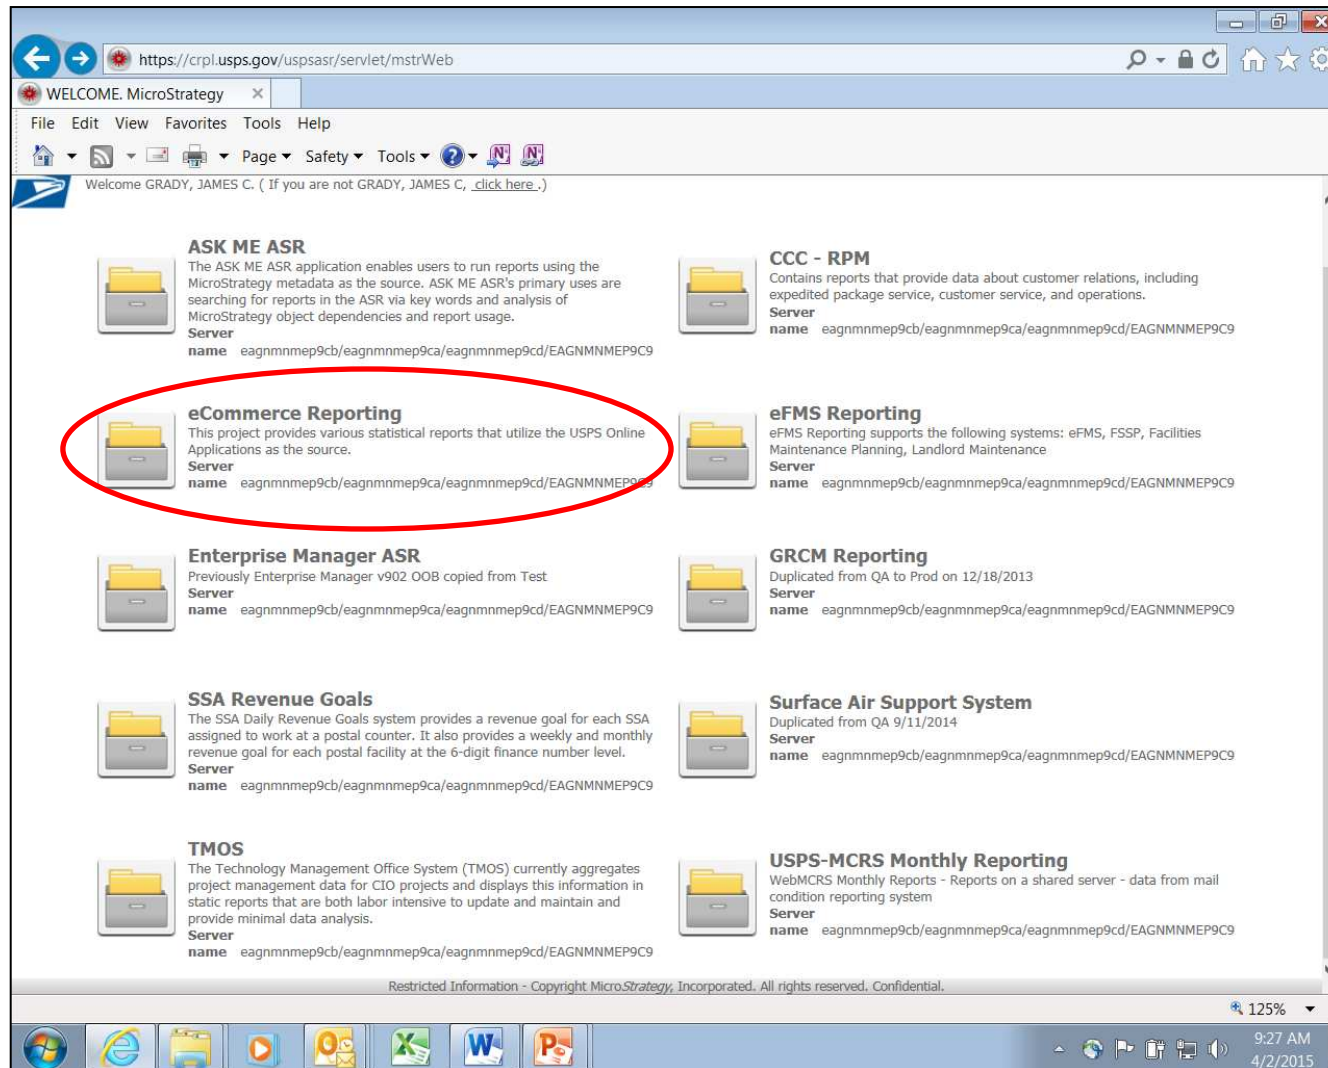 https://crpl.usps.gov/uspsasr/servlet/mstrWeb
WELCOME. MicroStrategy
File Edit View Favorites Tools Help
Page Safety Tools
Welcome GRADY, JAMES C. ( If you are not GRADY, JAMES C, click here .)
ASK ME ASR
The ASK ME ASR application enables users to run reports using the
MicroStrategy metadata as the source. ASK ME ASR's primary uses are
searching for reports in the ASR via key words and analysis of
MicroStrategy object dependencies and report usage.
Server
name eagnmnmep9cb/eagnmnmep9ca/eagnmnmep9cd/EAGNMNMEP9C9
CCC - RPM
Contains reports that provide data about customer relations, including
expedited package service, customer service, and operations.
Server
name eagnmnmep9cb/eagnmnmep9ca/eagnmnmep9cd/EAGNMNMEP9C9
eCommerce Reporting
This project provides various statistical reports that utilize the USPS Online
Applications as the source.
Server
name eagnmnmep9cb/eagnmnmep9ca/eagnmnmep9cd/EAGNMNMEP9C9
eFMS Reporting
eFMS Reporting supports the following systems: eFMS, FSSP, Facilities
Maintenance Planning, Landlord Maintenance
Server
name eagnmnmep9cb/eagnmnmep9ca/eagnmnmep9cd/EAGNMNMEP9C9
Enterprise Manager ASR
Previously Enterprise Manager v902 OOB copied from Test
Server
name eagnmnmep9cb/eagnmnmep9ca/eagnmnmep9cd/EAGNMNMEP9C9
GRCM Reporting
Duplicated from QA to Prod on 12/18/2013
Server
name eagnmnmep9cb/eagnmnmep9ca/eagnmnmep9cd/EAGNMNMEP9C9
SSA Revenue Goals
The SSA Daily Revenue Goals system provides a revenue goal for each SSA
assigned to work at a postal counter. It also provides a weekly and monthly
revenue goal for each postal facility at the 6-digit finance number level.
Server
name eagnmnmep9cb/eagnmnmep9ca/eagnmnmep9cd/EAGNMNMEP9C9
Surface Air Support System
Duplicated from QA 9/11/2014
Server
name eagnmnmep9cb/eagnmnmep9ca/eagnmnmep9cd/EAGNMNMEP9C9
TMOS
The Technology Management Office System (TMOS) currently aggregates
project management data for CIO projects and displays this information in
static reports that are both labor intensive to update and maintain and
provide minimal data analysis.
Server
name eagnmnmep9cb/eagnmnmep9ca/eagnmnmep9cd/EAGNMNMEP9C9
USPS-MCRS Monthly Reporting
WebMCRS Monthly Reports - Reports on a shared server - data from mail
condition reporting system
Server
name eagnmnmep9cb/eagnmnmep9ca/eagnmnmep9cd/EAGNMNMEP9C9
Restricted Information - Copyright MicroStrategy, Incorporated. All rights reserved. Confidential.
125%
9:27 AM
4/2/2015